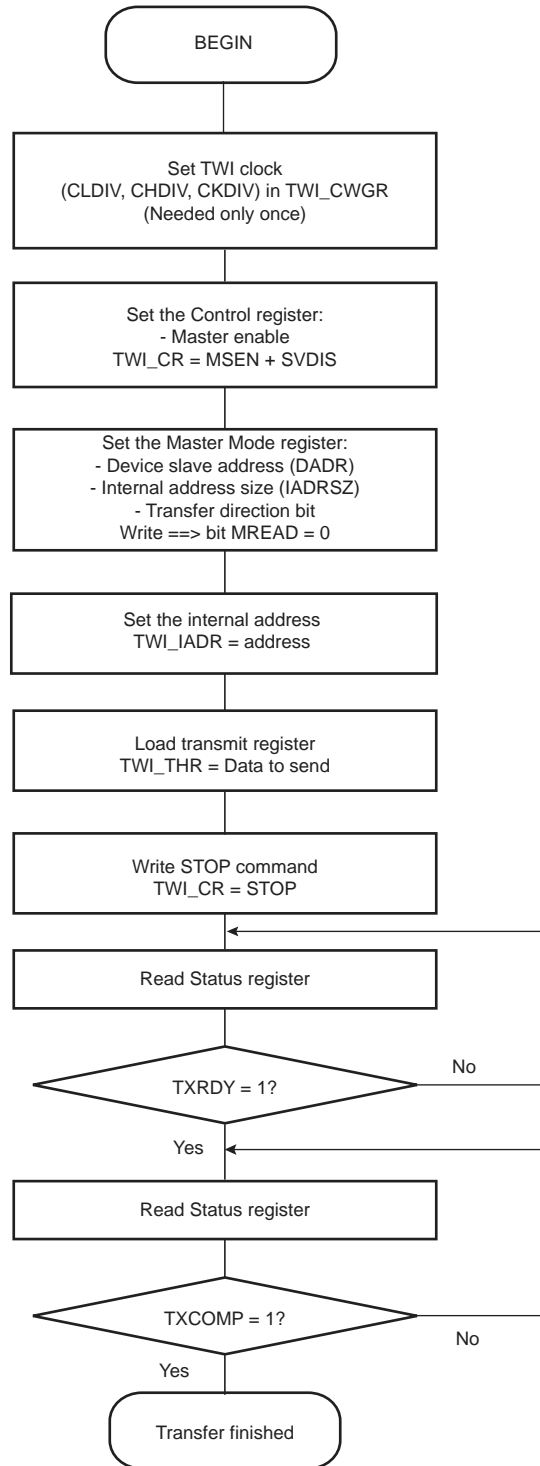 BEGIN
Set TWI clock
(CLDIV, CHDIV, CKDIV) in TWI_CWGR
(Needed only once)
Set the Control register:
- Master enable
TWI_CR = MSEN + SVDIS
Set the Master Mode register:
- Device slave address (DADR)
- Internal address size (IADRSZ)
- Transfer direction bit
Write ==> bit MREAD = 0
Set the internal address
TWI_IADR = address
Load transmit register
TWI_THR = Data to send
Write STOP command
TWI_CR = STOP
Read Status register
TXRDY = 1?
No
Yes
Read Status register
TXCOMP = 1?
No
Yes
Transfer finished